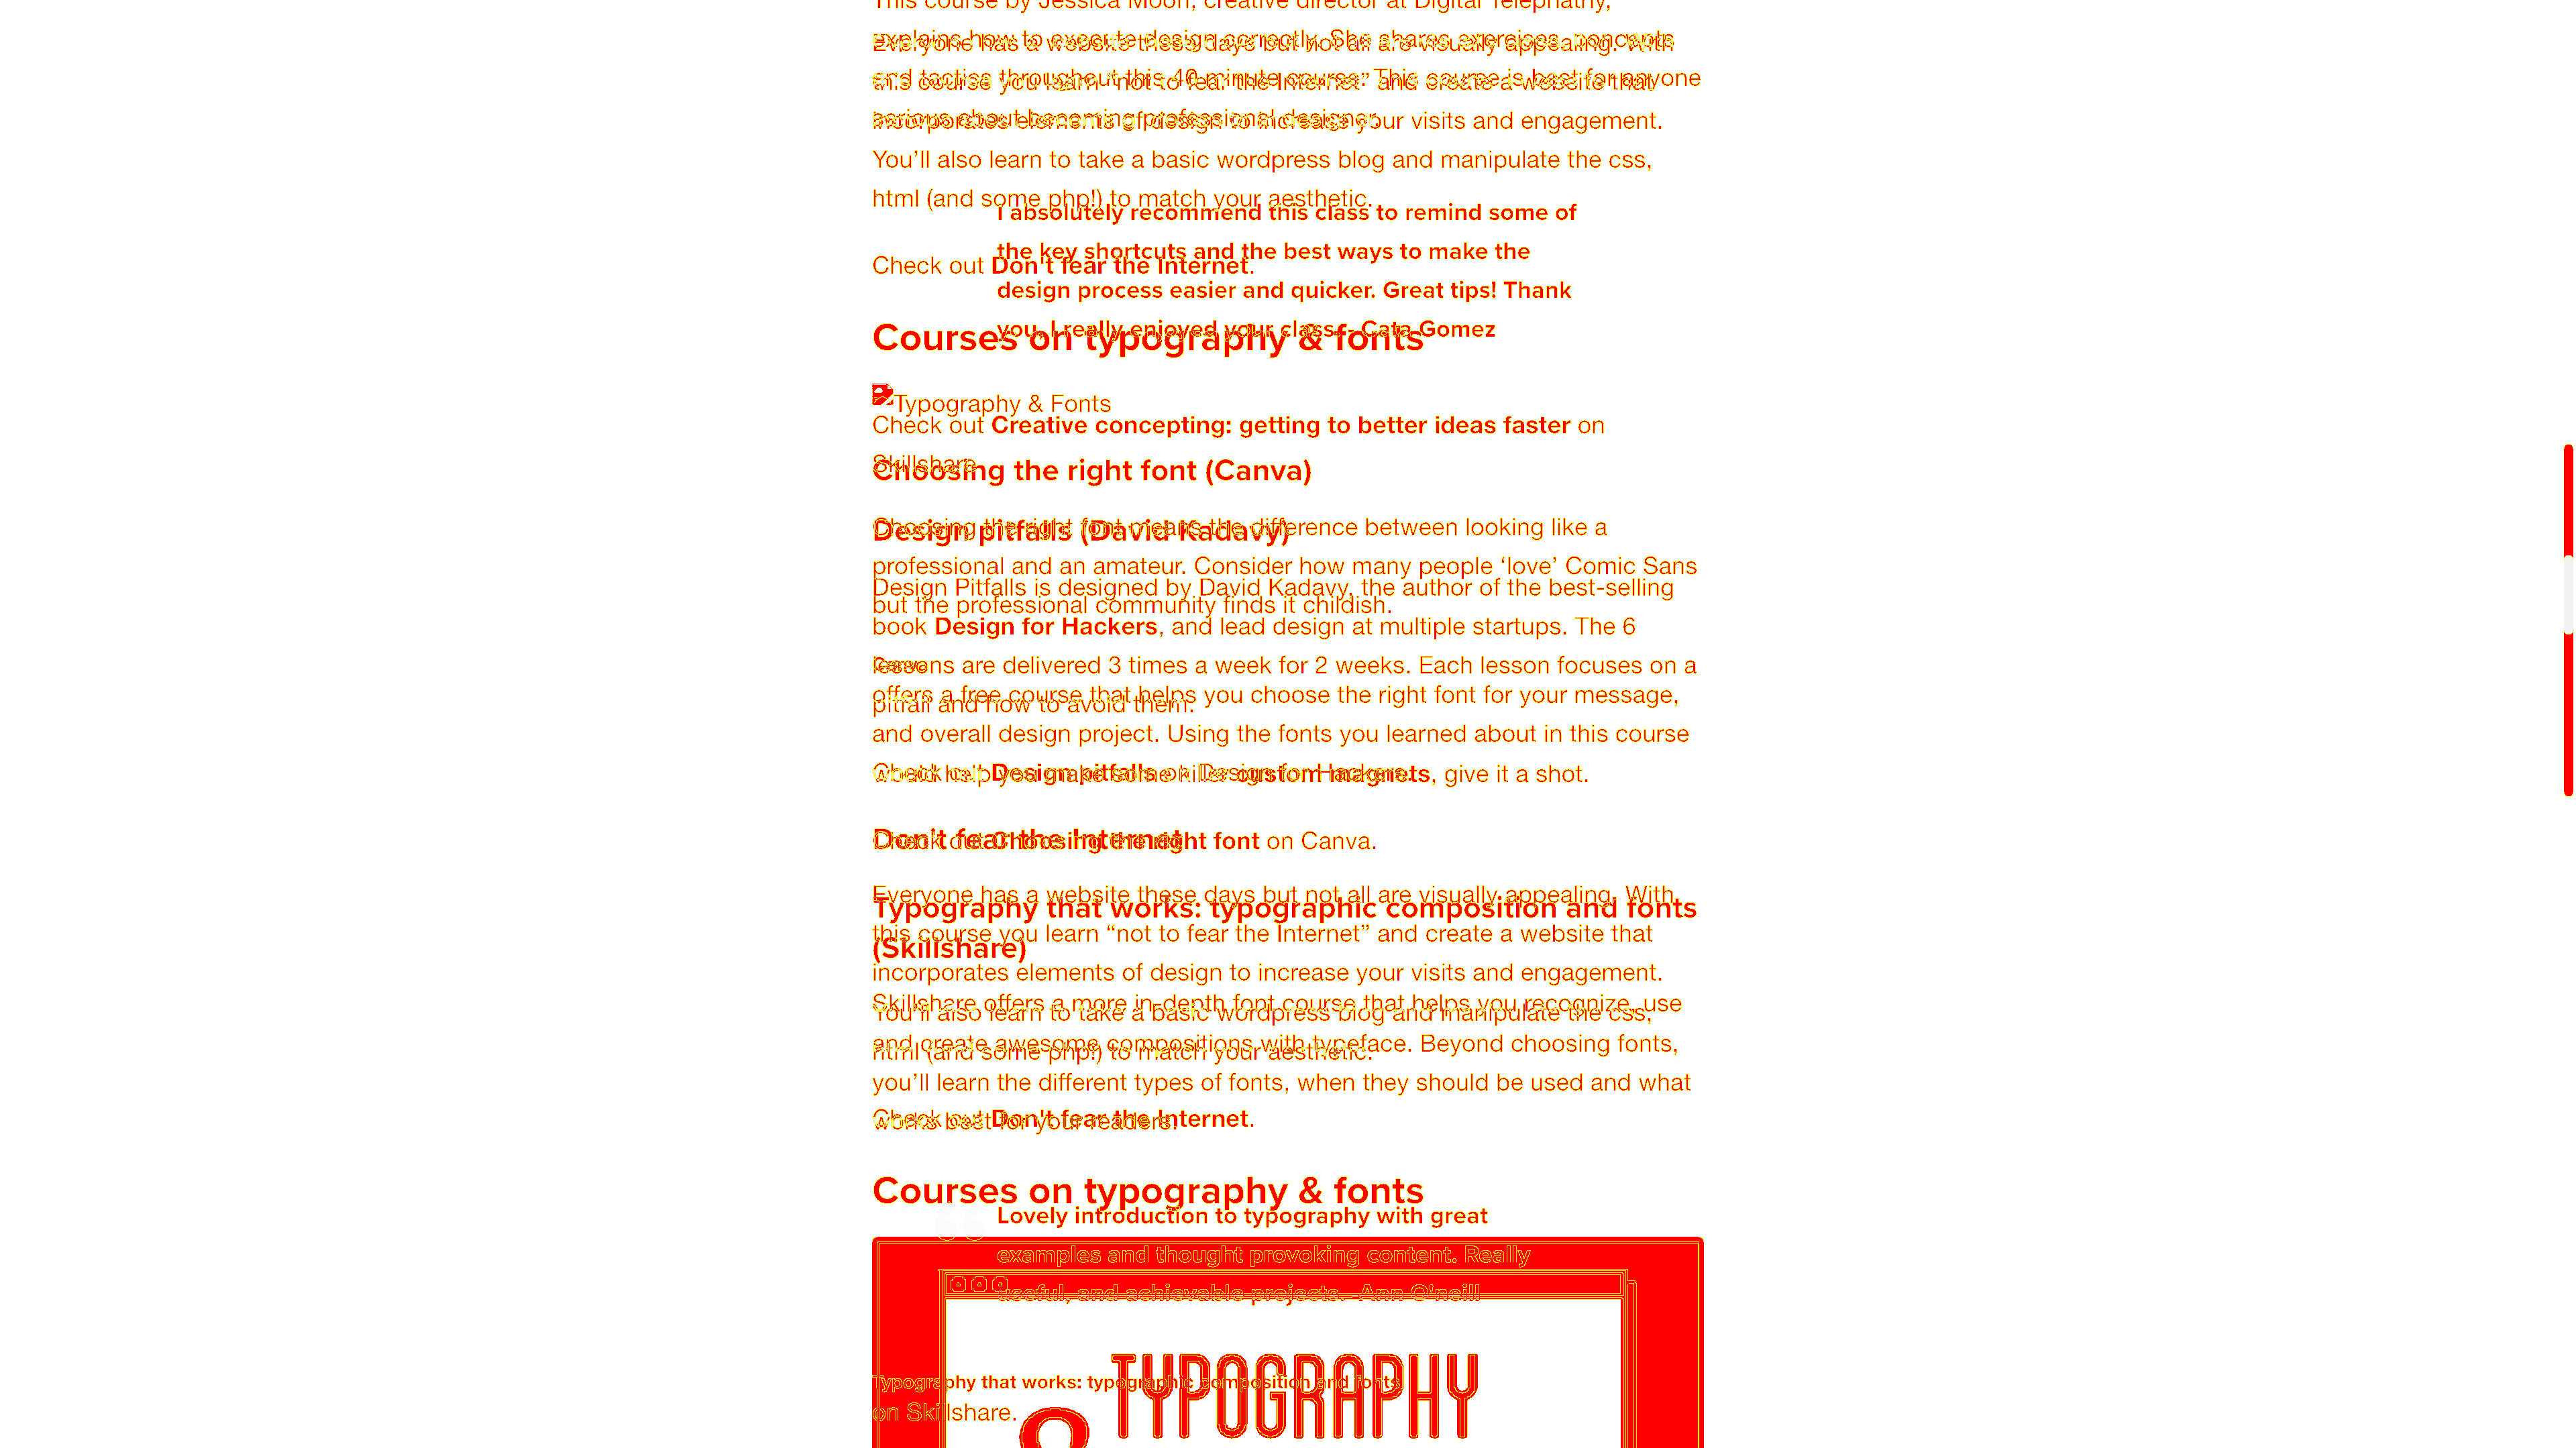 This course by Jessica Moon, creative director at Digital Telepathy,
explains how to execute design correctly. She shares exercises, concepts
Everyone has a website these days but not all are visually appealing. With
and tactics throughout this 40-minute course. This course is best for anyone
this course you learn “not to fear the Internet” and create a website that
serious about becoming professional designer.
incorporates elements of design to increase your visits and engagement.
You’ll also learn to take a basic wordpress blog and manipulate the css,
html (and some php!) to match your aesthetic.
I absolutely recommend this class to remind some of
the key shortcuts and the best ways to make the
Check out Don't fear the Internet.
design process easier and quicker. Great tips! Thank
you, I really enjoyed your class. - Cata Gomez
Courses on typography & fonts
Typography & Fonts
Check out Creative concepting: getting to better ideas faster on
Skillshare
Choosing the right font (Canva)
Choosing the right font means the difference between looking like a
Design pitfalls (David Kadavy)
professional and an amateur. Consider how many people ‘love’ Comic Sans
Design Pitfalls is designed by David Kadavy, the author of the best-selling
but the professional community finds it childish.
book Design for Hackers, and lead design at multiple startups. The 6
Canva
lessons are delivered 3 times a week for 2 weeks. Each lesson focuses on a
offers a free course that helps you choose the right font for your message,
pitfall and how to avoid them.
and overall design project. Using the fonts you learned about in this course
Check out Design pitfalls on Design for Hackers.
would help you make some killer custom magnets, give it a shot.
Don’t fear the Internet
Check out Choosing the right font on Canva.
Everyone has a website these days but not all are visually appealing. With
Typography that works: typographic composition and fonts
this course you learn “not to fear the Internet” and create a website that
(Skillshare)
incorporates elements of design to increase your visits and engagement.
Skillshare offers a more in-depth font course that helps you recognize, use
You’ll also learn to take a basic wordpress blog and manipulate the css,
and create awesome compositions with typeface. Beyond choosing fonts,
html (and some php!) to match your aesthetic.
you’ll learn the different types of fonts, when they should be used and what
Check out Don't fear the Internet.
works best for your readers.
Courses on typography & fonts
Lovely introduction to typography with great
examples and thought provoking content. Really
useful, and achievable projects. -Ann O'neill
TYPOGRAPHY
Typography that works: typographic composition and fonts
on Skillshare.
&